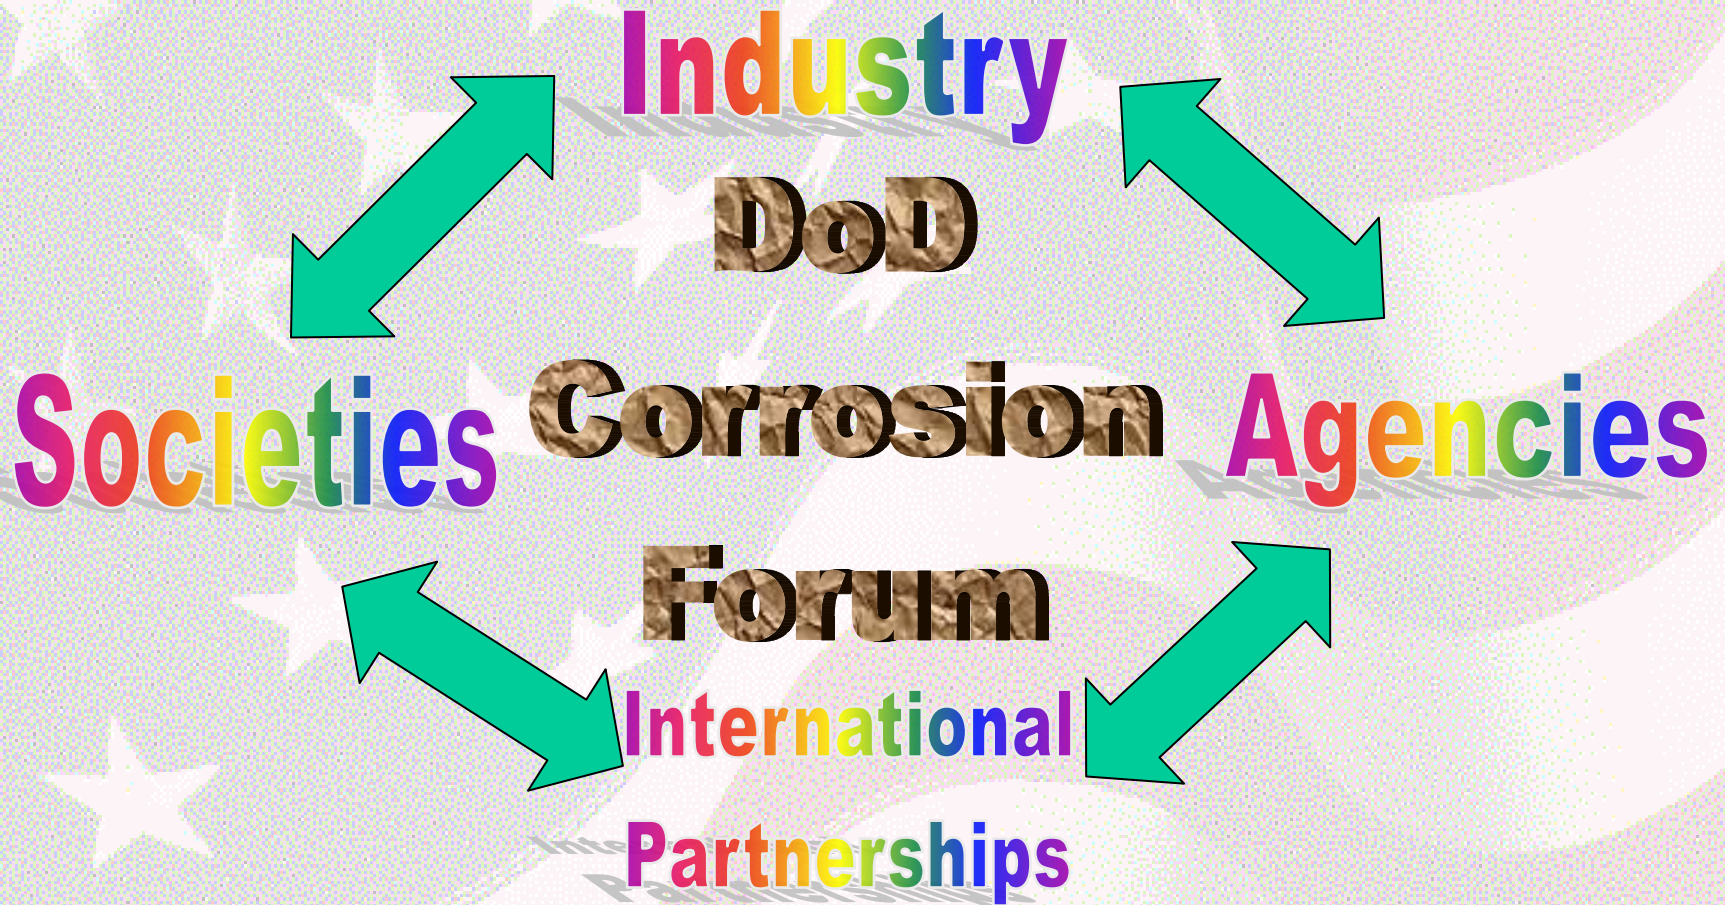 Industry
DoD
Societies
Corrosion
Agencies
Forum
International
Partnerships